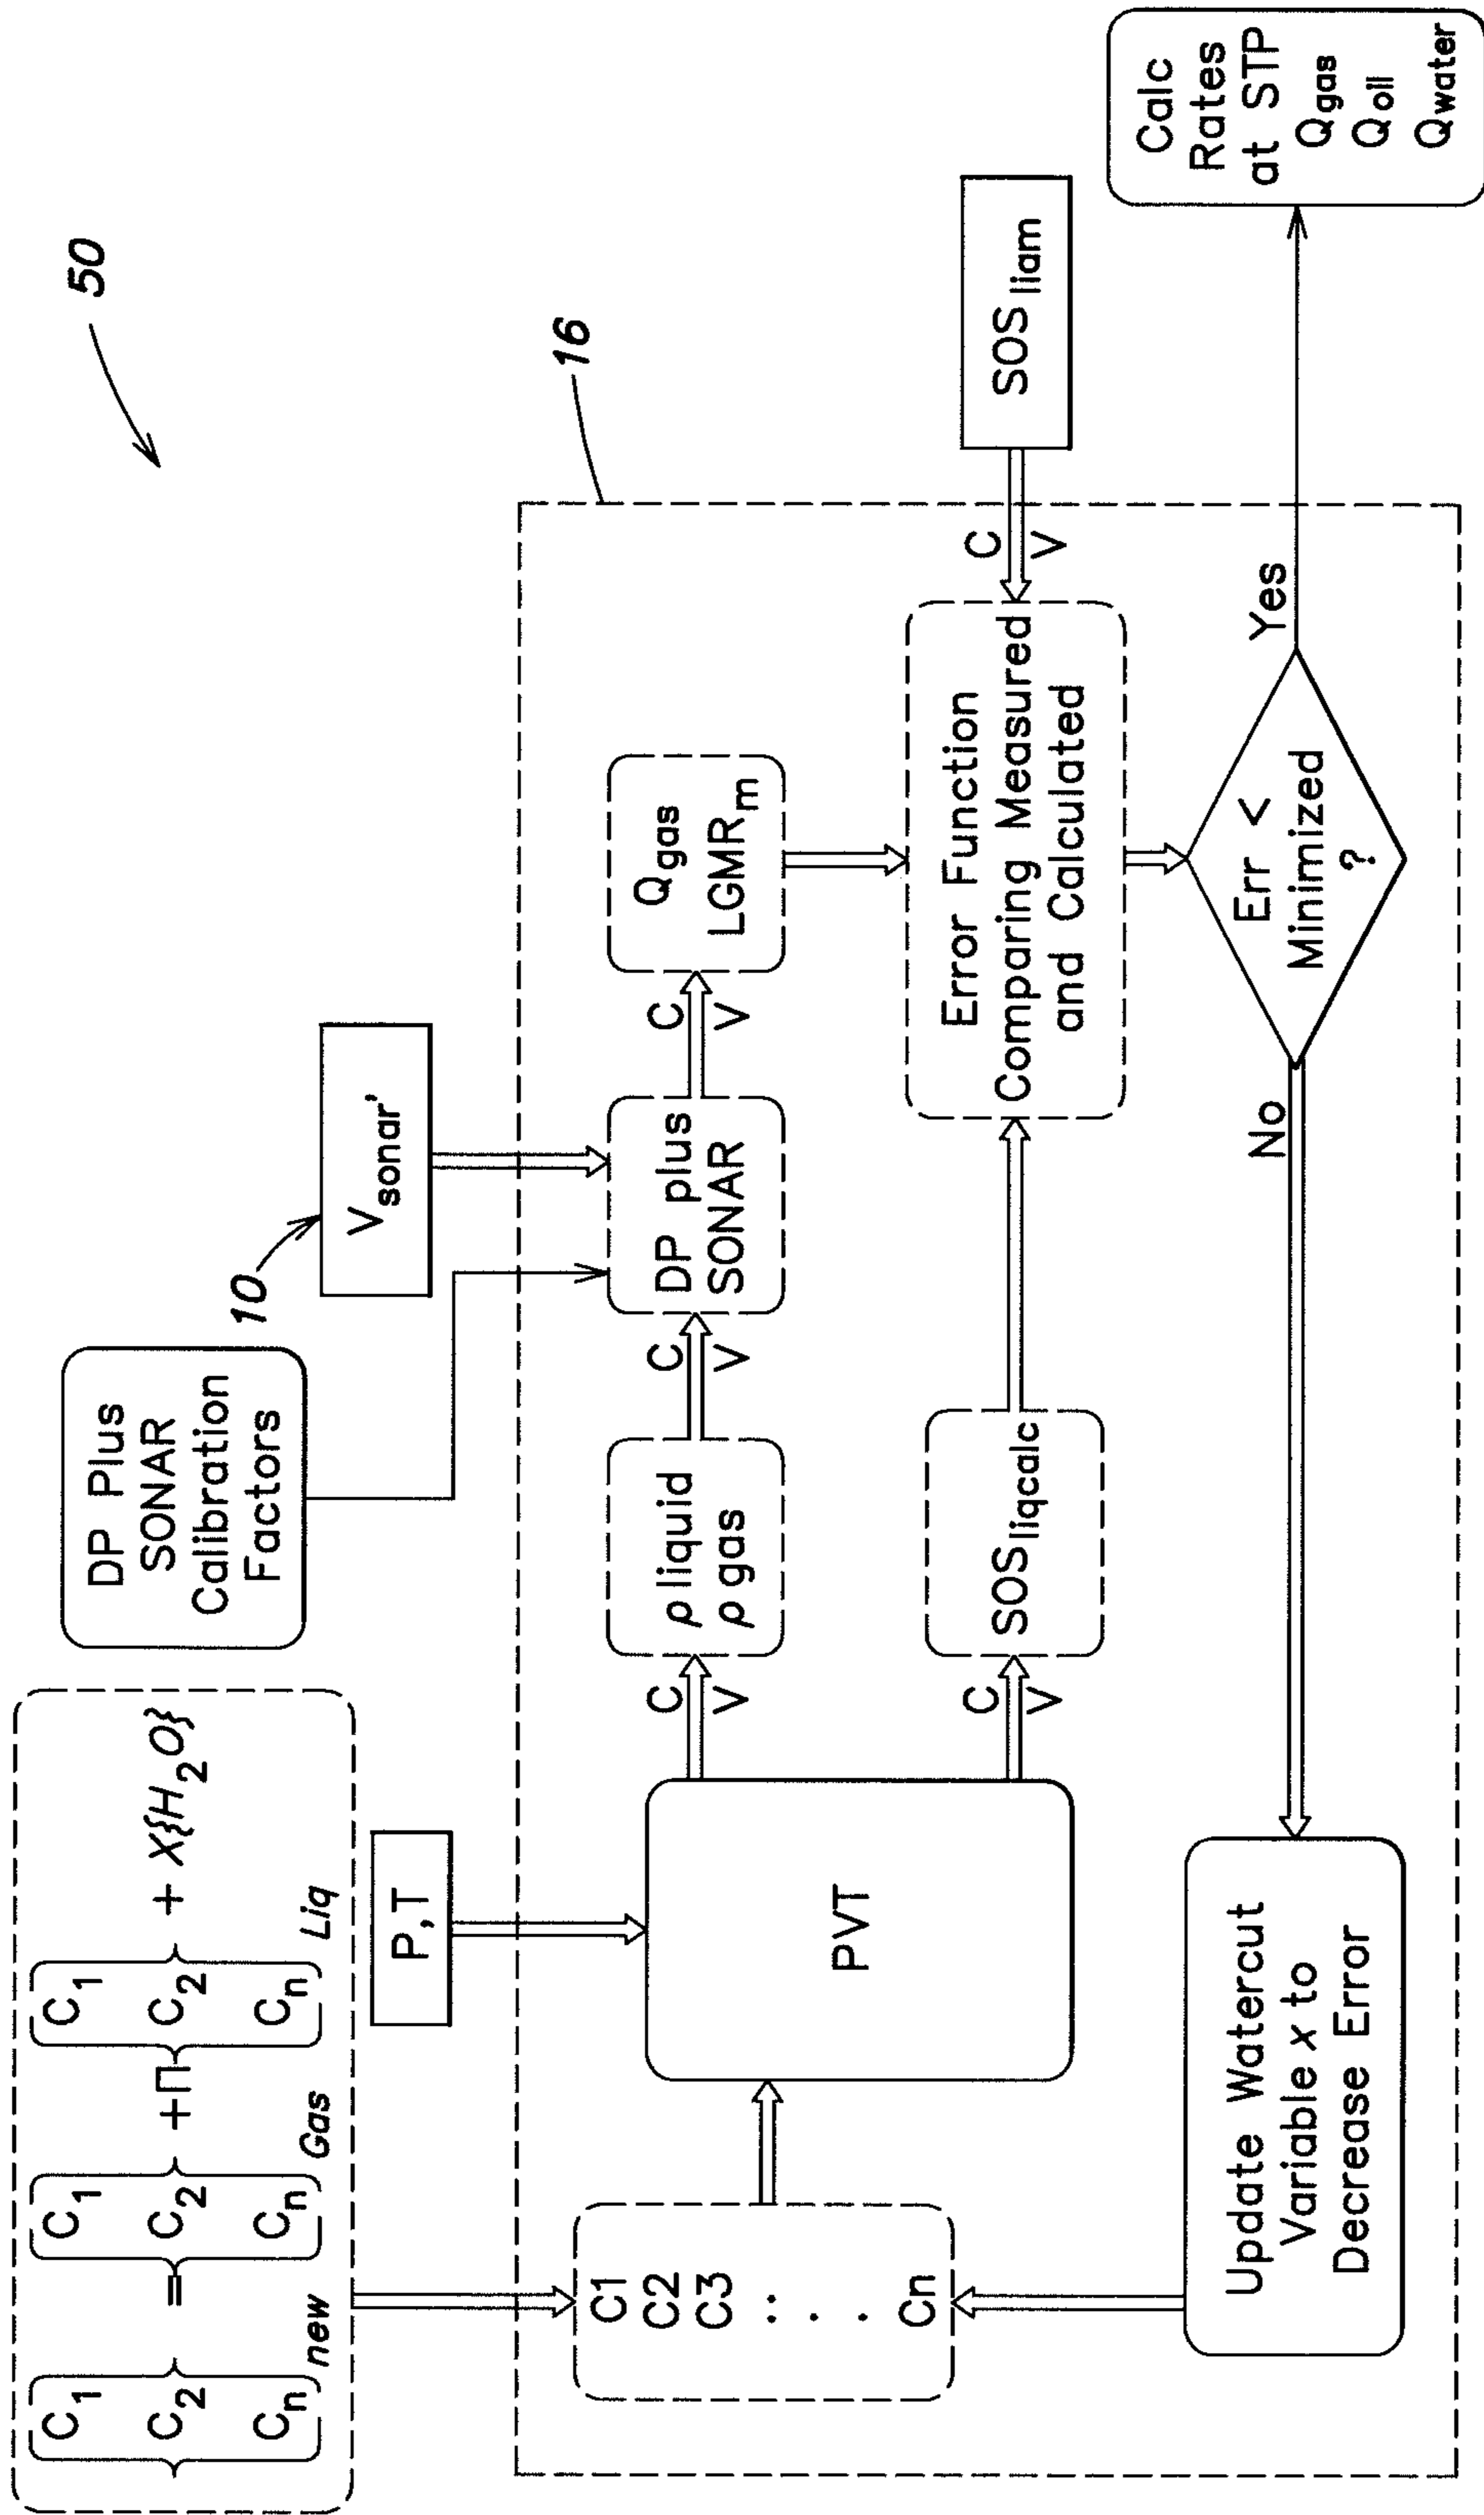 50
{C1 C2 Cn} new = {C1 C2 Cn} Gas +Π {C1 C2 Cn} Liq + X{H2O}
DP Plus
SONAR
Calibration
Factors
10
Vsonar'
P,T
16
C1
C2
C3
:
.
.
Cn
PVT
C
V
ρ liquid
ρ gas
C
V
DP plus
SONAR
C
V
Qgas
LGMRm
C
V
SOSliqcalc
Error Function
Comparing Measured
and Calculated
C
V
SOSliam
Update Watercut
Variable x to
Decrease Error
No
Err <
Minimized
?
Yes
Calc
Rates
at STP
Qgas
Qoil
Qwater